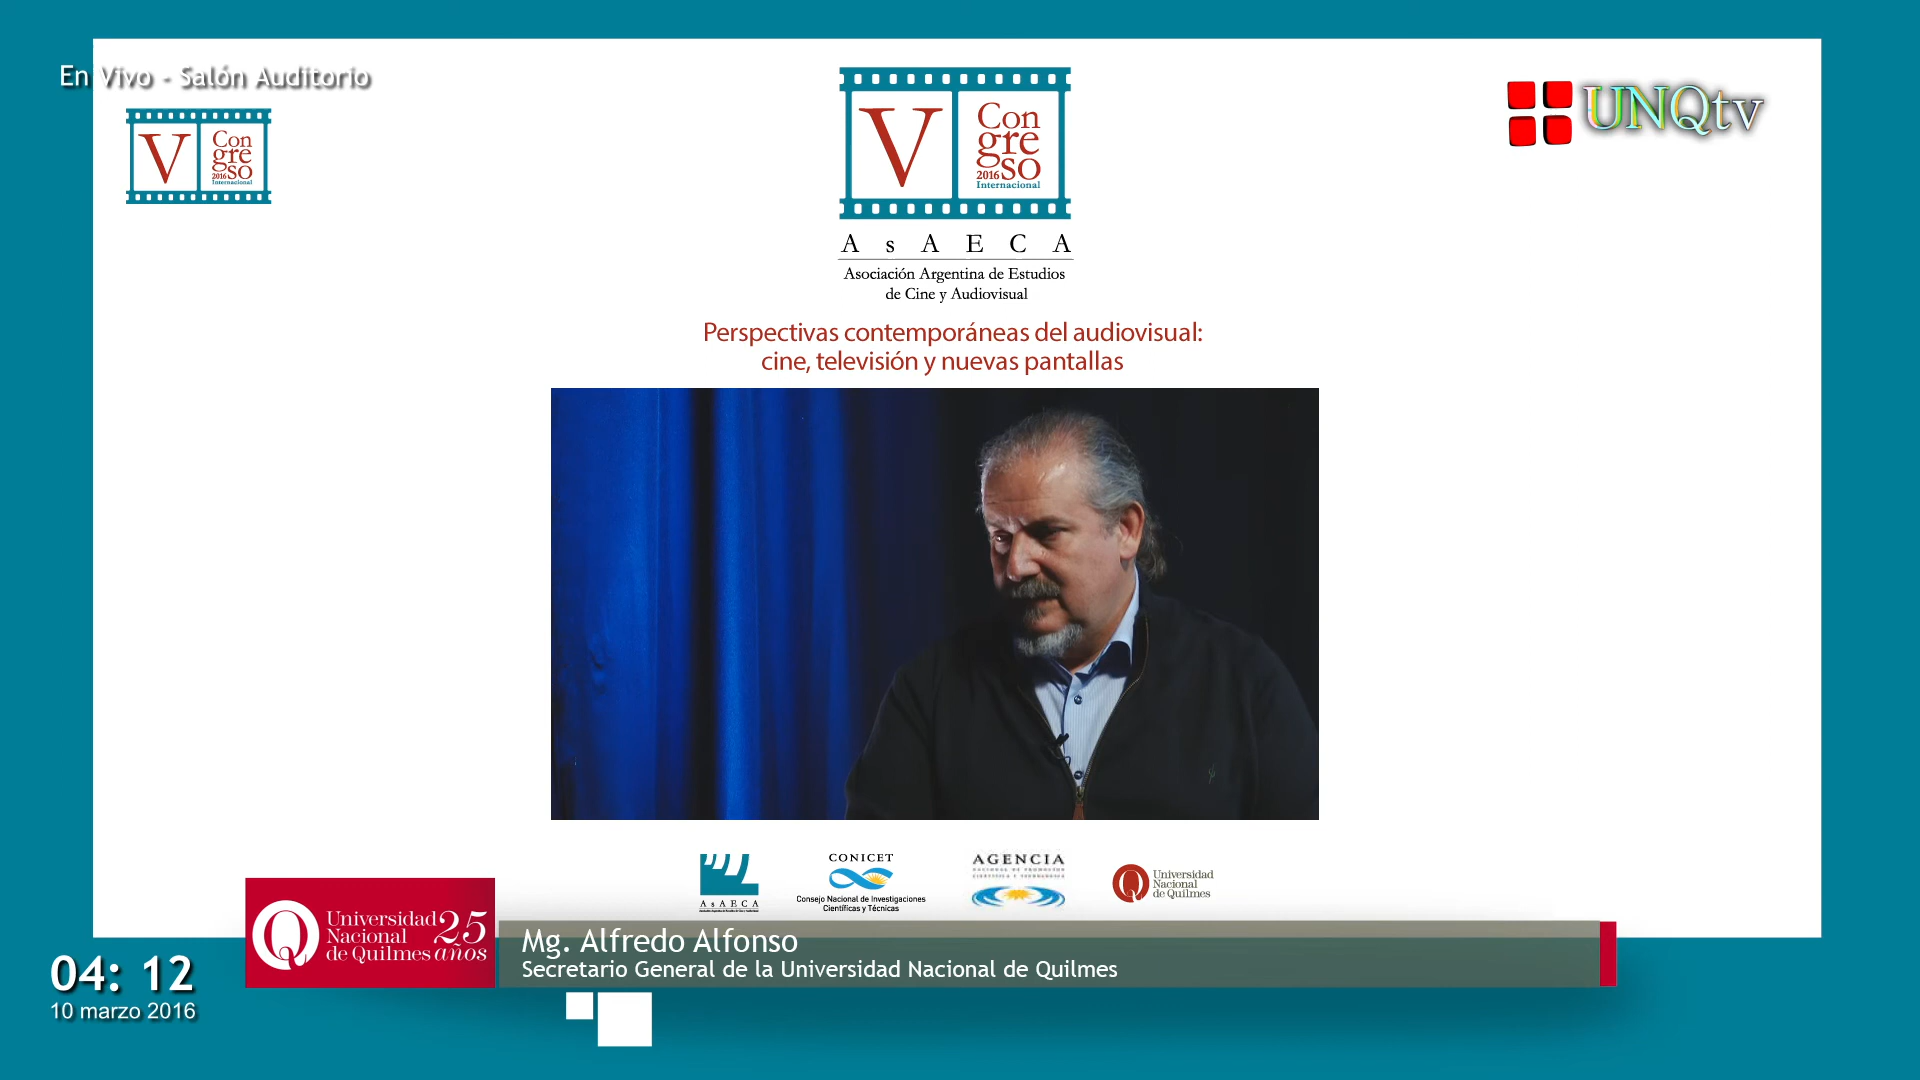 En Vivo - Salón Auditorio
V
Con
gre
2016 so
Internacional
V
Con
gre
2016 so
Internacional
UNQtv
AsAECA
Asociación Argentina de Estudios
de Cine y Audiovisual
Perspectivas contemporáneas del audiovisual:
cine, televisión y nuevas pantallas
AsAECA
CONICET
Consejo Nacional de Investigaciones
Científicas y Técnicas
AGENCIA
Universidad
Nacional
de Quilmes
Universidad
Nacional
de Quilmes
25
años
Mg. Alfredo Alfonso
Secretario General de la Universidad Nacional de Quilmes
04: 12
10 marzo 2016